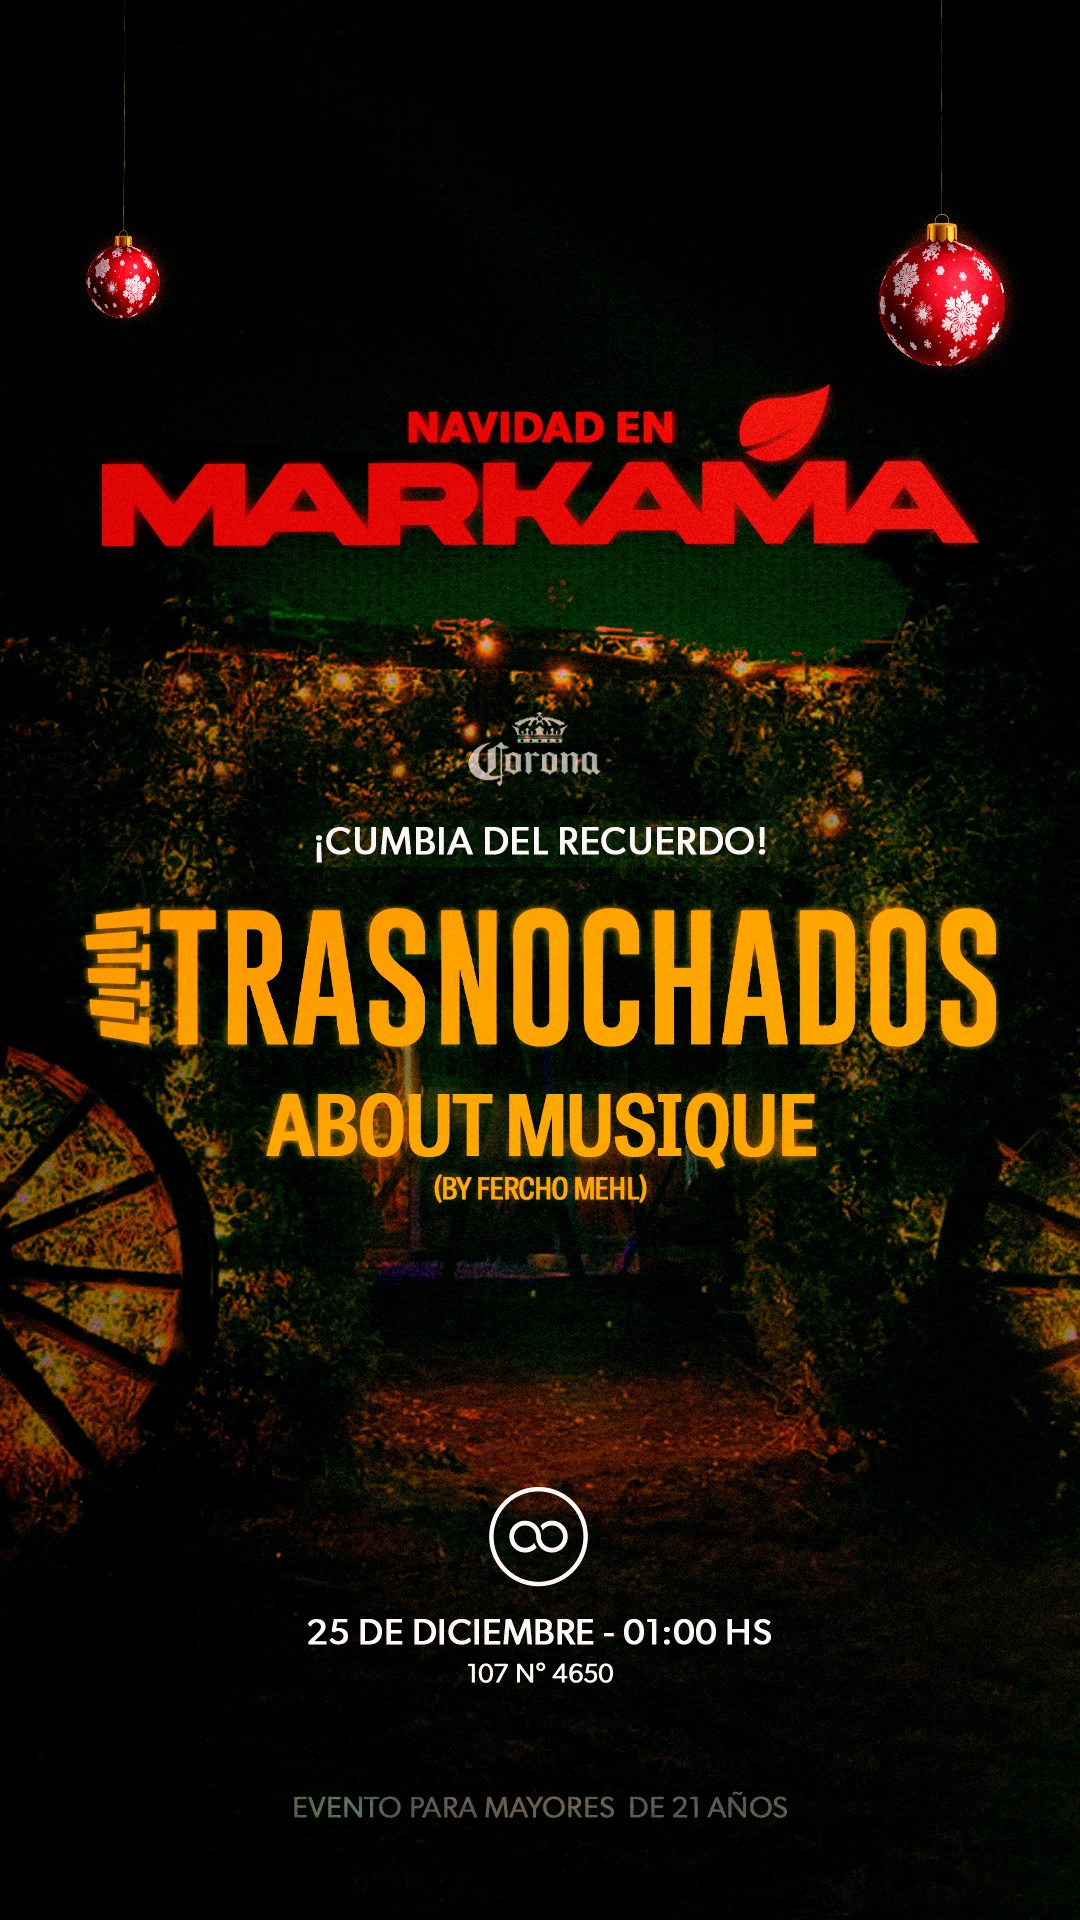 NAVIDAD EN
MARKAMA
Corona
¡CUMBIA DEL RECUERDO!
TRASNOCHADOS
ABOUT MUSIQUE
(BY FERCHO MEHL)
25 DE DICIEMBRE - 01:00 HS
107 N° 4650
EVENTO PARA MAYORES DE 21 AÑOS